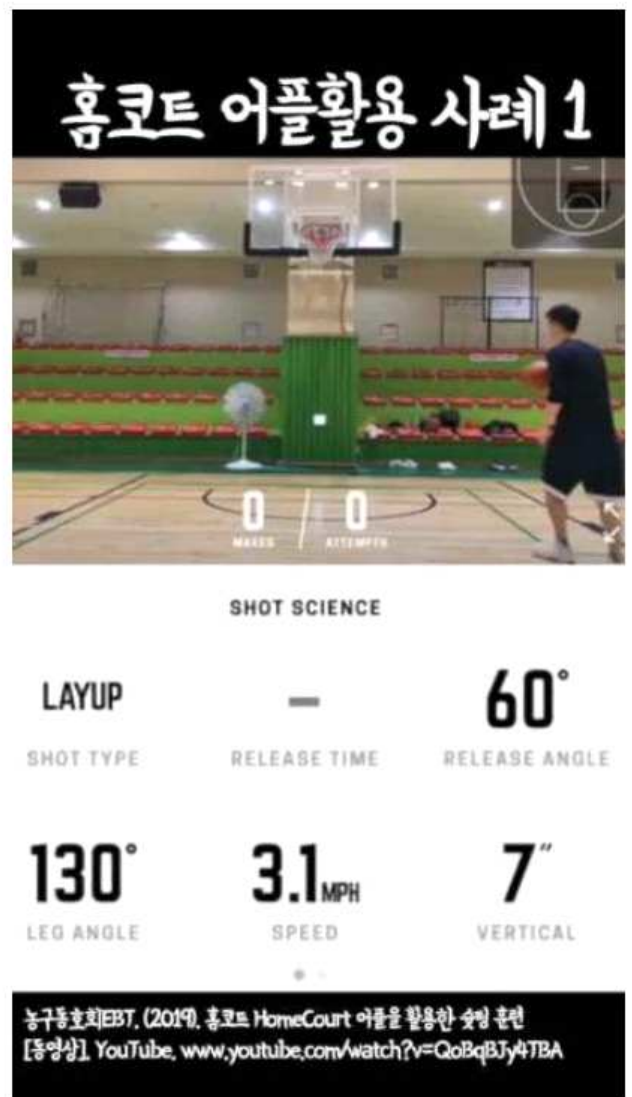 홈코트 어플활용 사례 1
0 / 0
MAKES ATTEMPTS
SHOT SCIENCE
LAYUP – 60°
SHOT TYPE RELEASE TIME RELEASE ANGLE
130° 3.1MPH 7″
LEG ANGLE SPEED VERTICAL
농구동호회EBT. (2019). 홈코트 HomeCourt 어플을 활용한 슛팅 훈련
[동영상]. YouTube. www.youtube.com/watch?v=QoBqBJy4TBA